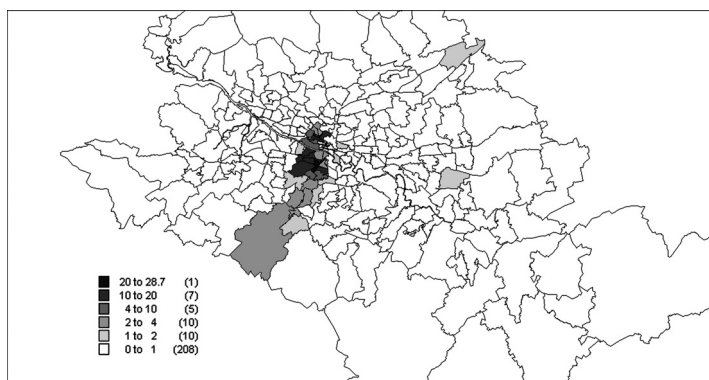 20 to 28.7 (1)
10 to 20 (7)
4 to 10 (5)
2 to 4 (10)
1 to 2 (10)
0 to 1 (208)